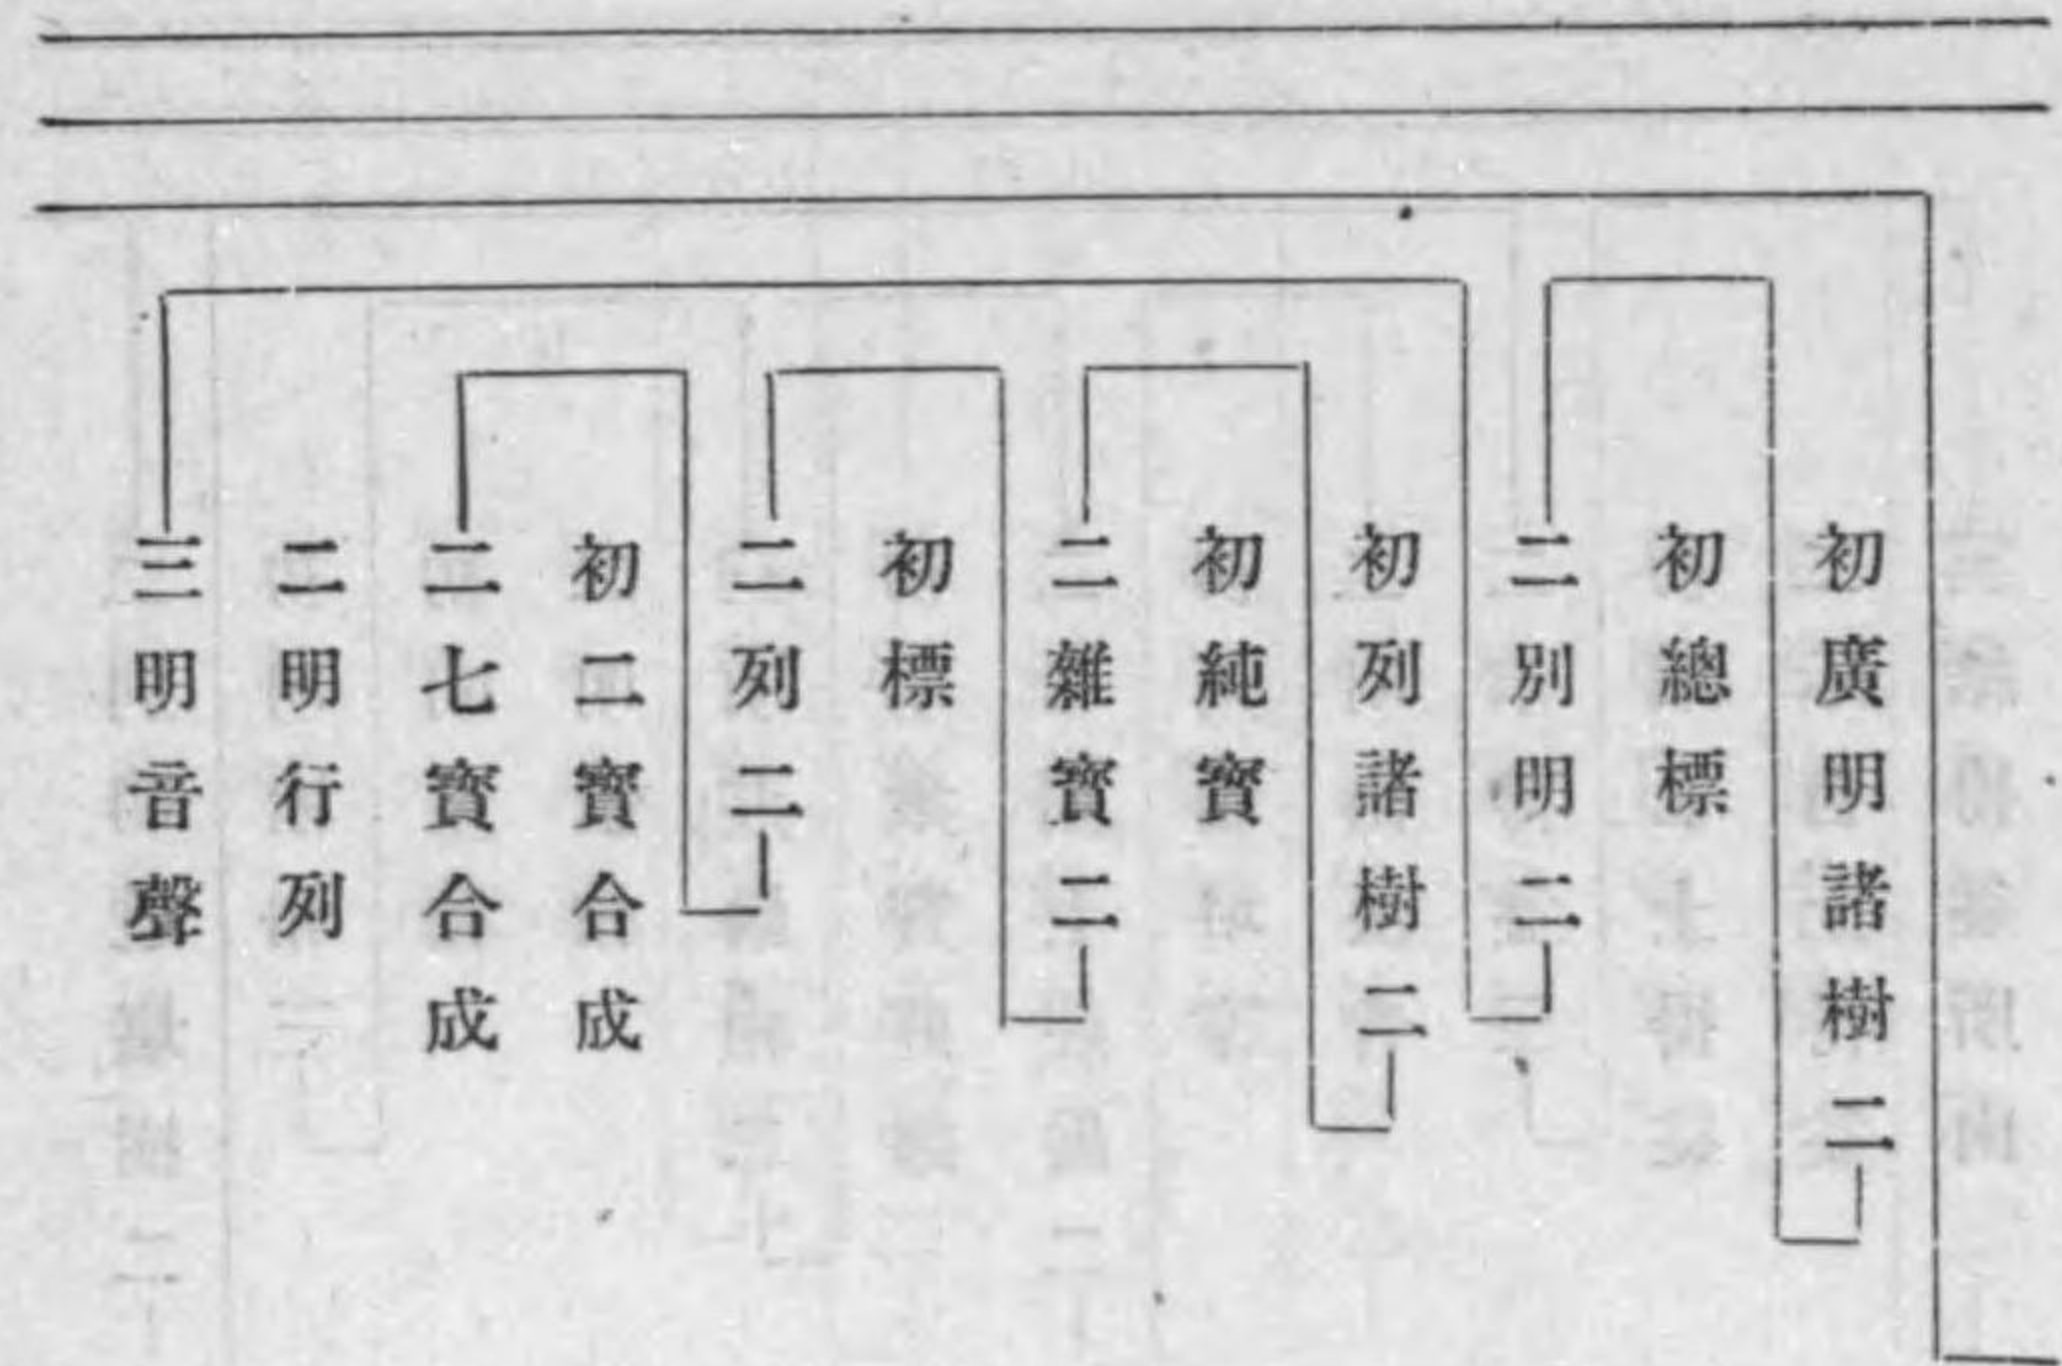 初廣明諸樹二
初總標
二別明二
初列諸樹二
初純寶
二雜寶二
初標
二列二
初二寶合成
二七寶合成
二明行列
三明音聲